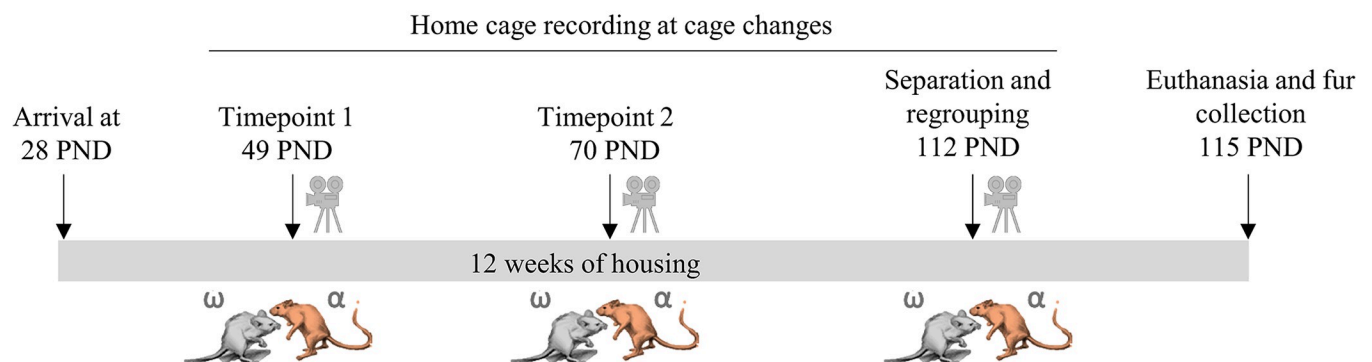 Home cage recording at cage changes
Arrival at
28 PND
Timepoint 1
49 PND
Timepoint 2
70 PND
Separation and
regrouping
112 PND
Euthanasia and fur
collection
115 PND
12 weeks of housing
ω α
ω α
ω α